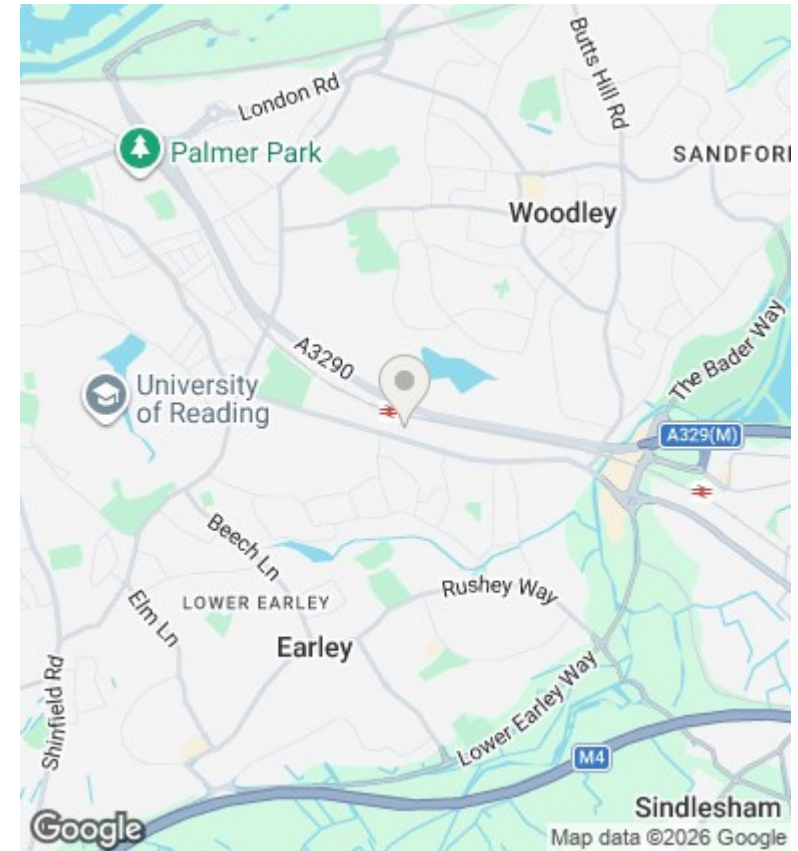 Butts Hill Rd
London Rd
Palmer Park
SANDFOR
Woodley
The Bader Way
A3290
University
of Reading
A329(M)
Beech Ln
Rushey Way
LOWER EARLEY
Elm Ln
Earley
Shinfield Rd
Lower Earley Way
M4
Sindlesham
Google
Map data ©2026 Google